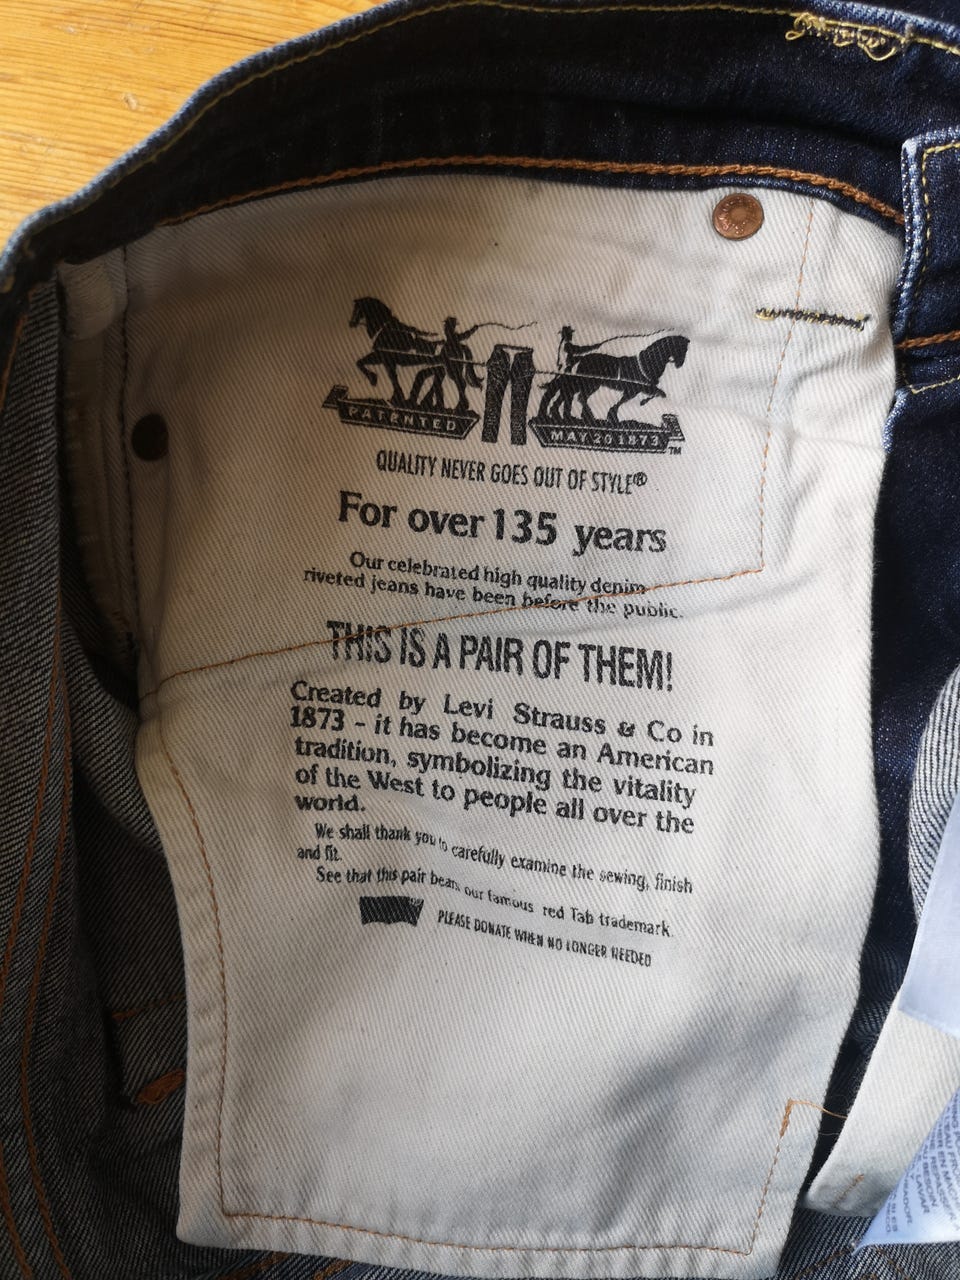 PATENTED
MAY 20 1873 ™
QUALITY NEVER GOES OUT OF STYLE®
For over 135 years
Our celebrated high quality denim
riveted jeans have been before the public.
THIS IS A PAIR OF THEM!
Created by Levi Strauss & Co in
1873 - it has become an American
tradition, symbolizing the vitality
of the West to people all over the
world.
We shall thank you to carefully examine the sewing, finish
and fit.
See that this pair bears our famous red Tab trademark.
PLEASE DONATE WHEN NO LONGER NEEDED